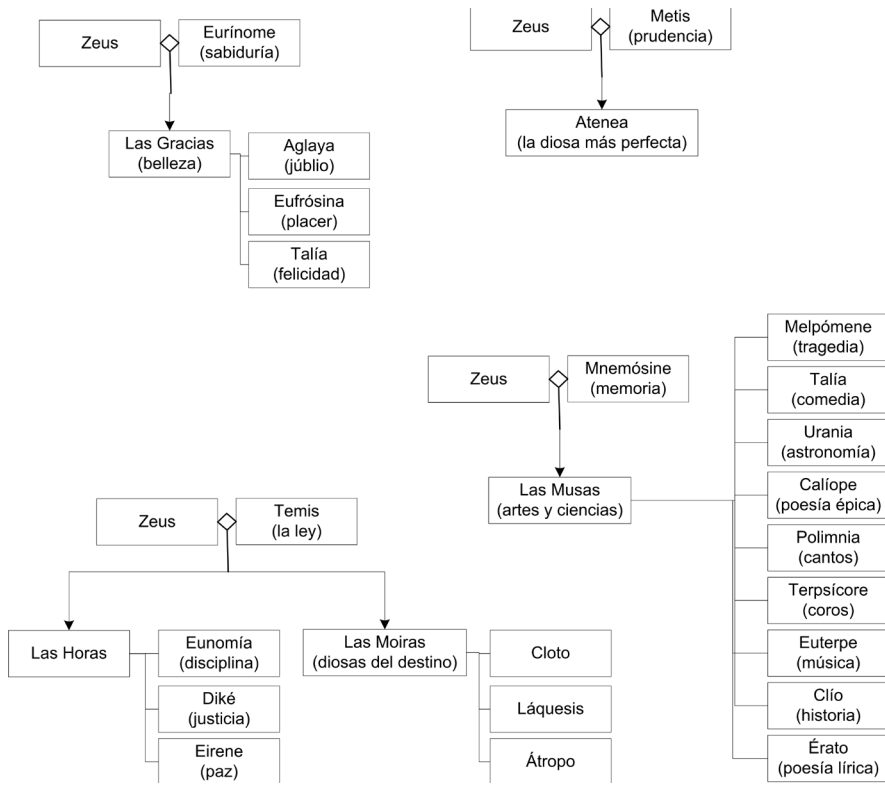 Zeus
Eurínome
(sabiduría)
Las Gracias
(belleza)
Aglaya
(júblio)
Eufrósina
(placer)
Talía
(felicidad)
Zeus
Metis
(prudencia)
Atenea
(la diosa más perfecta)
Zeus
Mnemósine
(memoria)
Las Musas
(artes y ciencias)
Melpómene
(tragedia)
Talía
(comedia)
Urania
(astronomía)
Calíope
(poesía épica)
Polimnia
(cantos)
Terpsícore
(coros)
Euterpe
(música)
Clío
(historia)
Érato
(poesía lírica)
Zeus
Temis
(la ley)
Las Horas
Eunomía
(disciplina)
Diké
(justicia)
Eirene
(paz)
Las Moiras
(diosas del destino)
Cloto
Láquesis
Átropo